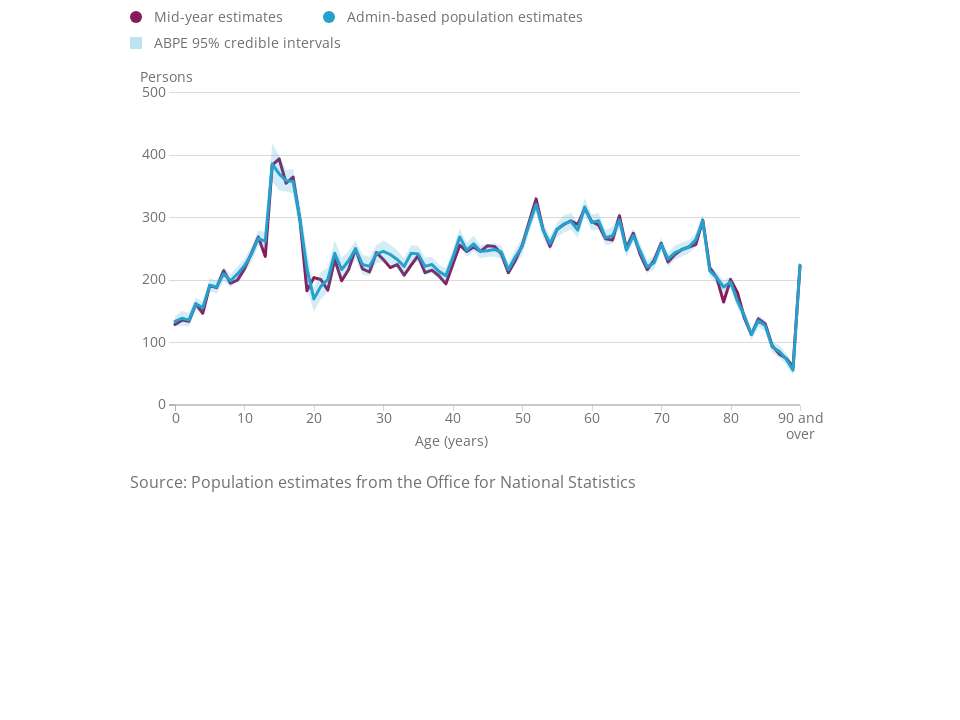 Mid-year estimates Admin-based population estimates
ABPE 95% credible intervals
Persons
500
400
300
200
100
0
0 10 20 30 40 50 60 70 80 90 and
over
Age (years)
Source: Population estimates from the Office for National Statistics